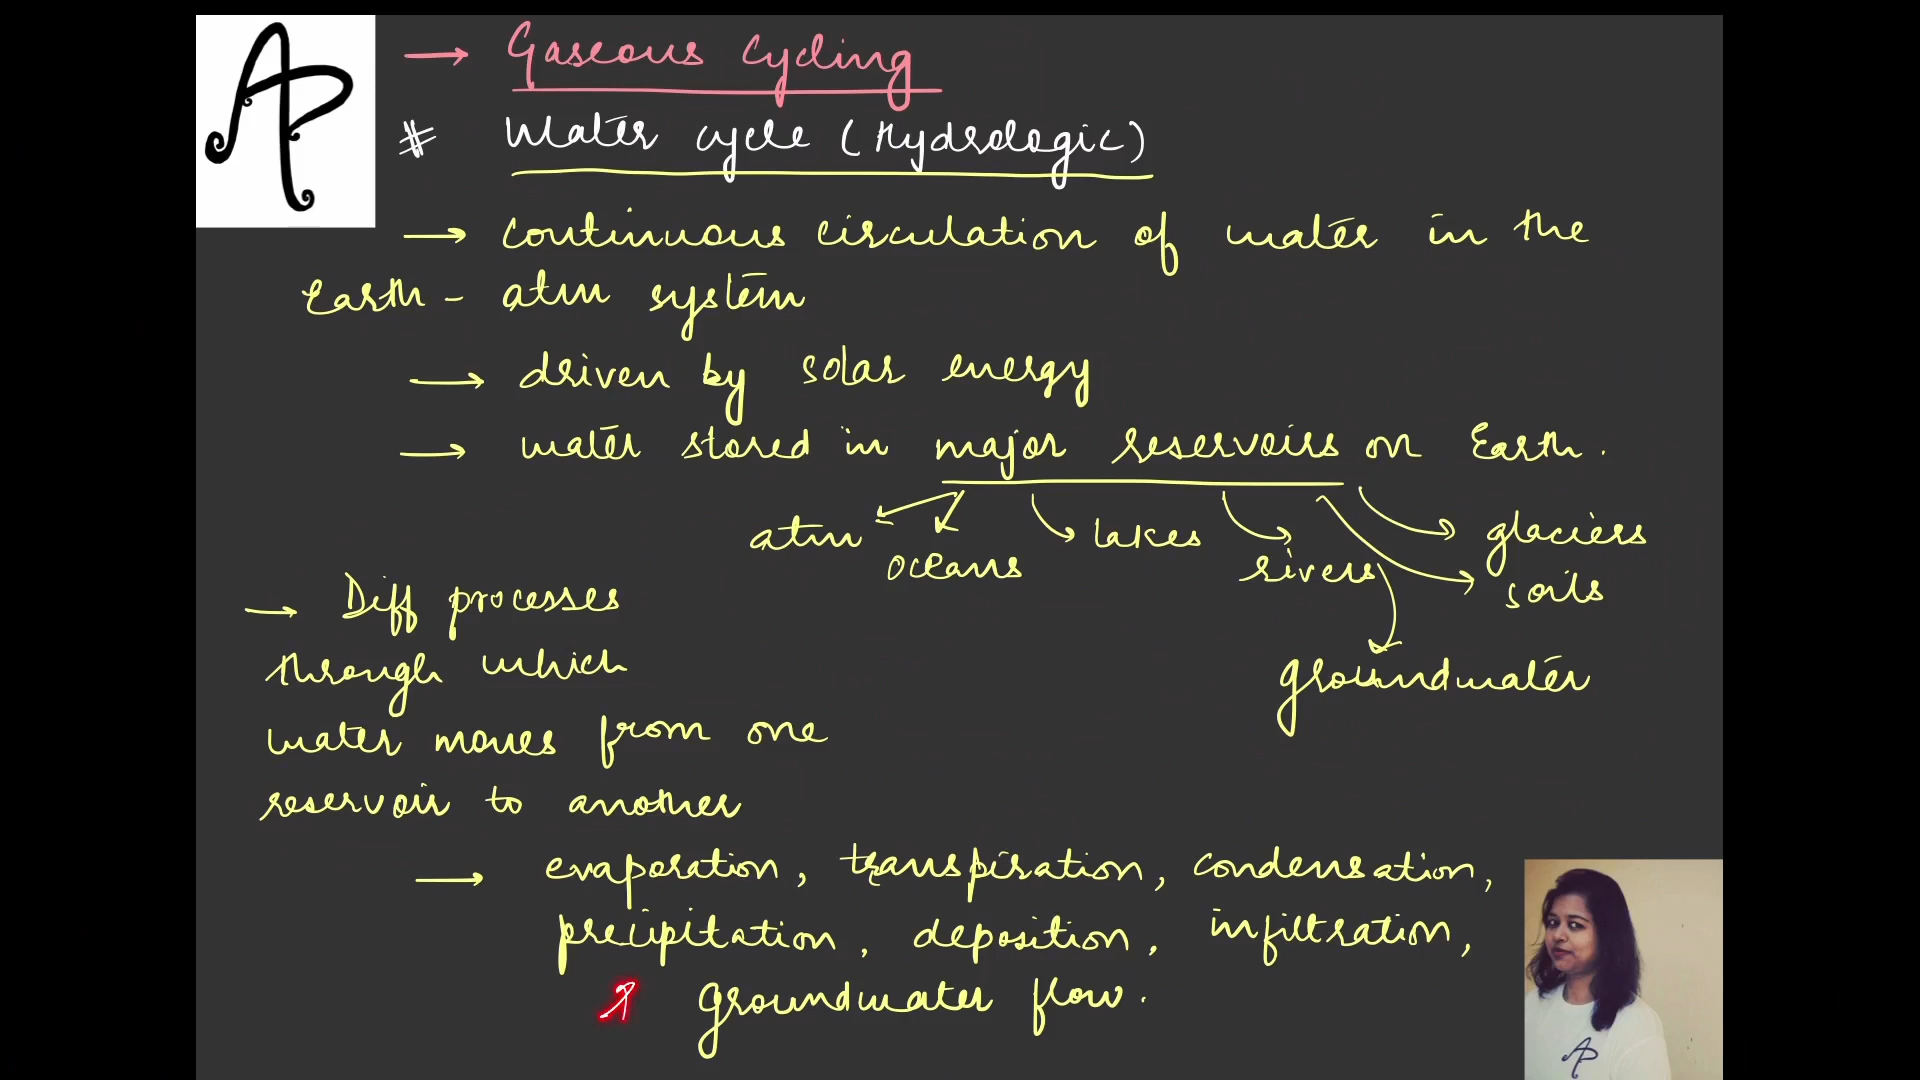 AP
→ Gaseous Cycling
# Water cycle (Hydrologic)
→ continuous circulation of water in the
Earth - atm system
→ driven by solar energy
→ water stored in major reservoirs on Earth.
atm oceans lakes rivers glaciers
soils
groundwater
→ Diff processes
through which
water moves from one
reservoir to another
→ evaporation, transpiration, condensation,
precipitation, deposition, infiltration,
& groundwater flow.
AP